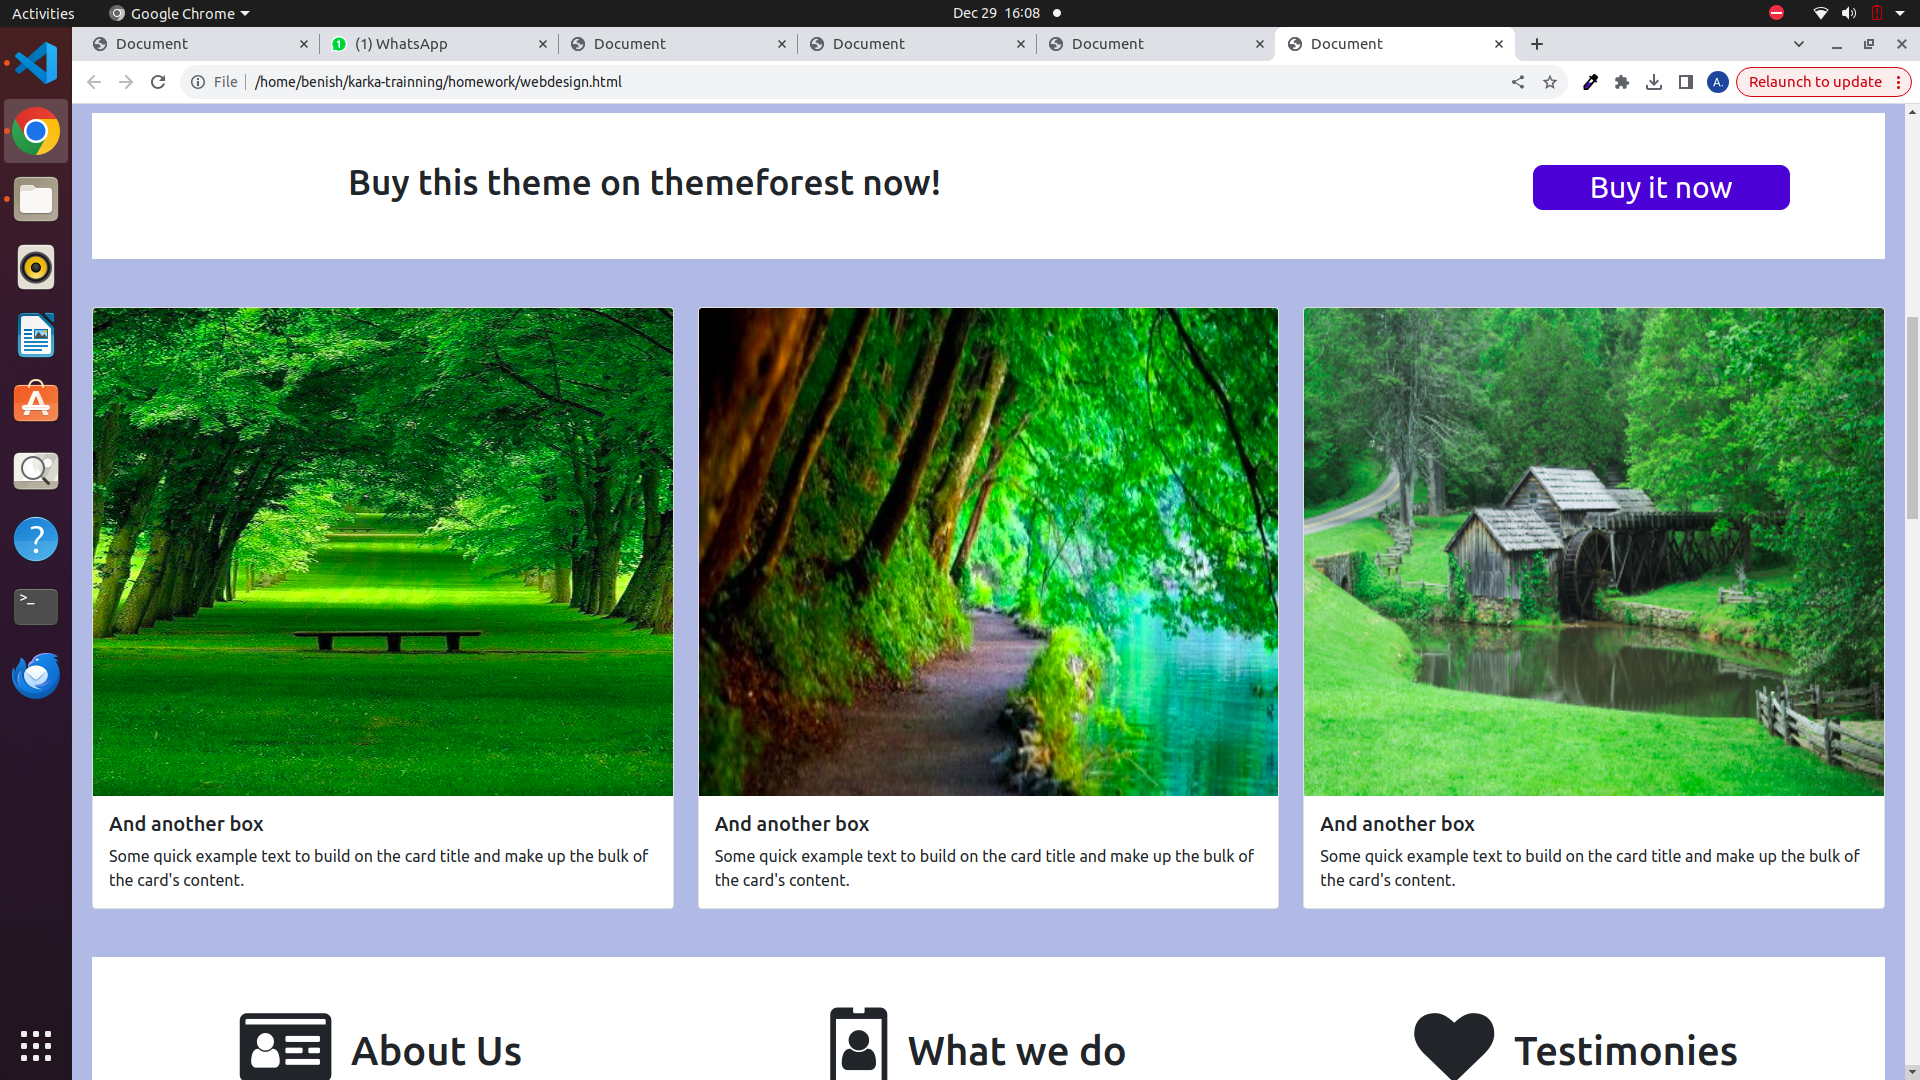 Activities
Google Chrome
Dec 29 16:08
Document
(1) WhatsApp
Document
Document
Document
Document
File
/home/benish/karka-trainning/homework/webdesign.html
A.
Relaunch to update
Buy this theme on themeforest now!
Buy it now
And another box
Some quick example text to build on the card title and make up the bulk of
the card's content.
And another box
Some quick example text to build on the card title and make up the bulk of
the card's content.
And another box
Some quick example text to build on the card title and make up the bulk of
the card's content.
About Us
What we do
Testimonies